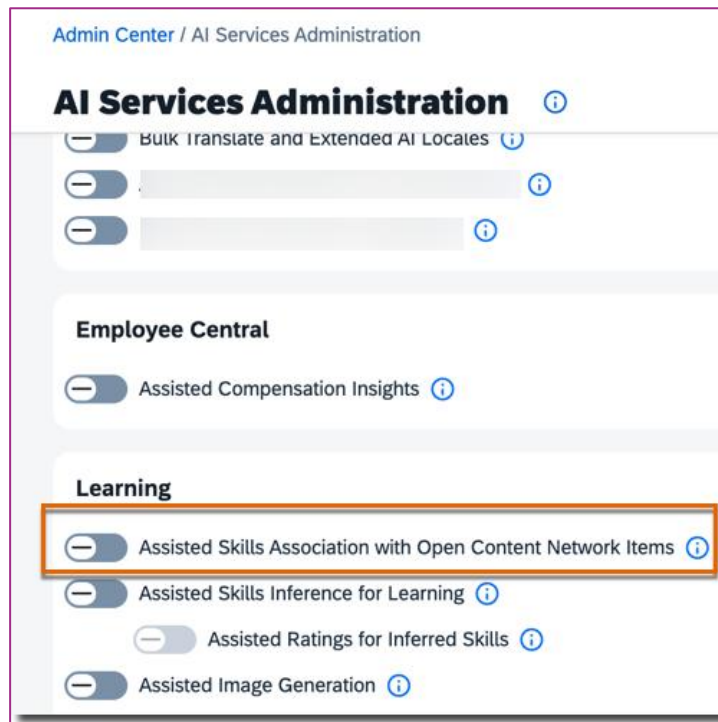 Admin Center / AI Services Administration
AI Services Administration
Bulk Translate and Extended AI Locales
Employee Central
Assisted Compensation Insights
Learning
Assisted Skills Association with Open Content Network Items
Assisted Skills Inference for Learning
Assisted Ratings for Inferred Skills
Assisted Image Generation